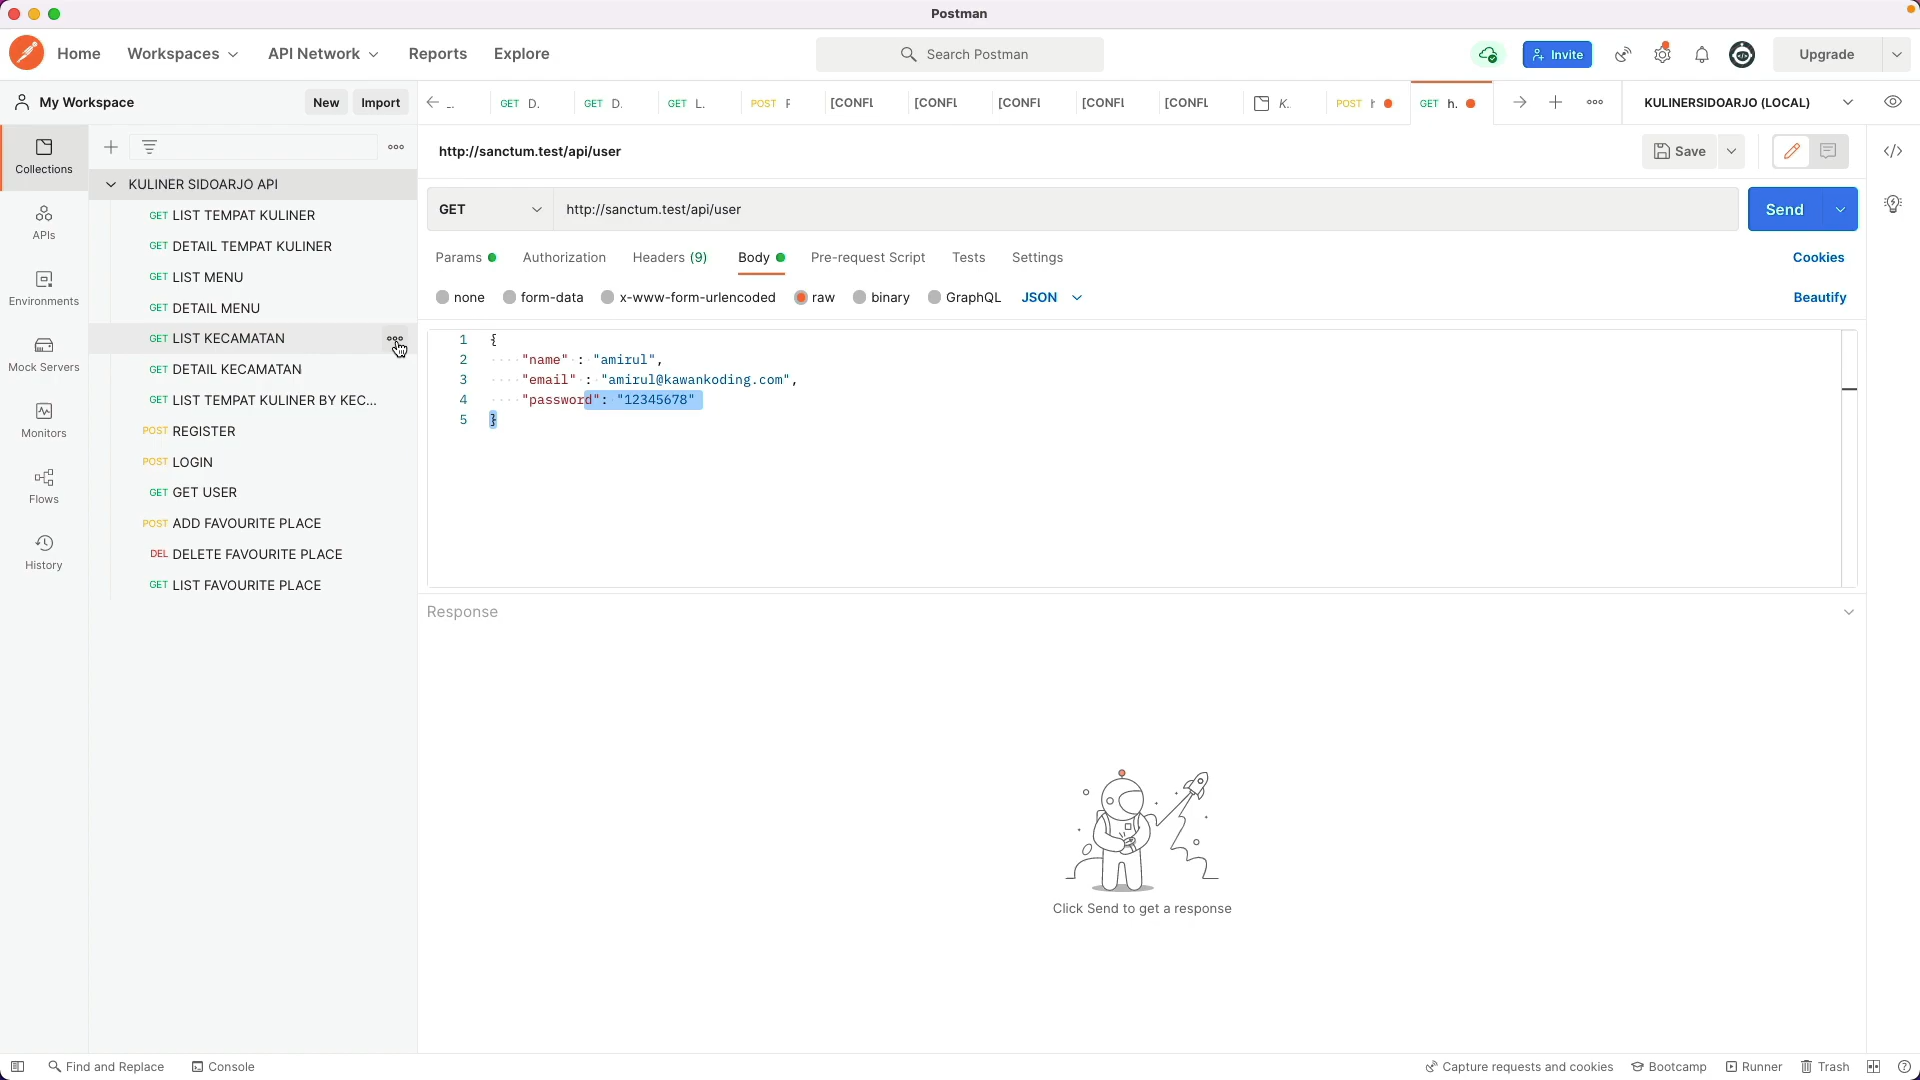 Postman
Home
Workspaces
API Network
Reports
Explore
Search Postman
Invite
Upgrade
My Workspace
New
Import
GET D.
GET D.
GET L.
POST
[CONFL
[CONFL
[CONFL
[CONFL
[CONFL
K.
POST
GET h.
KULINERSIDOARJO (LOCAL)
Collections
APIs
Environments
Mock Servers
Monitors
Flows
History
KULINER SIDOARJO API
GET LIST TEMPAT KULINER
GET DETAIL TEMPAT KULINER
GET LIST MENU
GET DETAIL MENU
GET LIST KECAMATAN
GET DETAIL KECAMATAN
GET LIST TEMPAT KULINER BY KEC...
POST REGISTER
POST LOGIN
GET GET USER
POST ADD FAVOURITE PLACE
DEL DELETE FAVOURITE PLACE
GET LIST FAVOURITE PLACE
http://sanctum.test/api/user
Save
GET
http://sanctum.test/api/user
Send
Params
Authorization
Headers (9)
Body
Pre-request Script
Tests
Settings
Cookies
none
form-data
x-www-form-urlencoded
raw
binary
GraphQL
JSON
Beautify
1 {
2 "name" : "amirul",
3 "email" : "amirul@kawankoding.com",
4 "password": "12345678"
5 }
Response
Click Send to get a response
Find and Replace
Console
Capture requests and cookies
Bootcamp
Runner
Trash